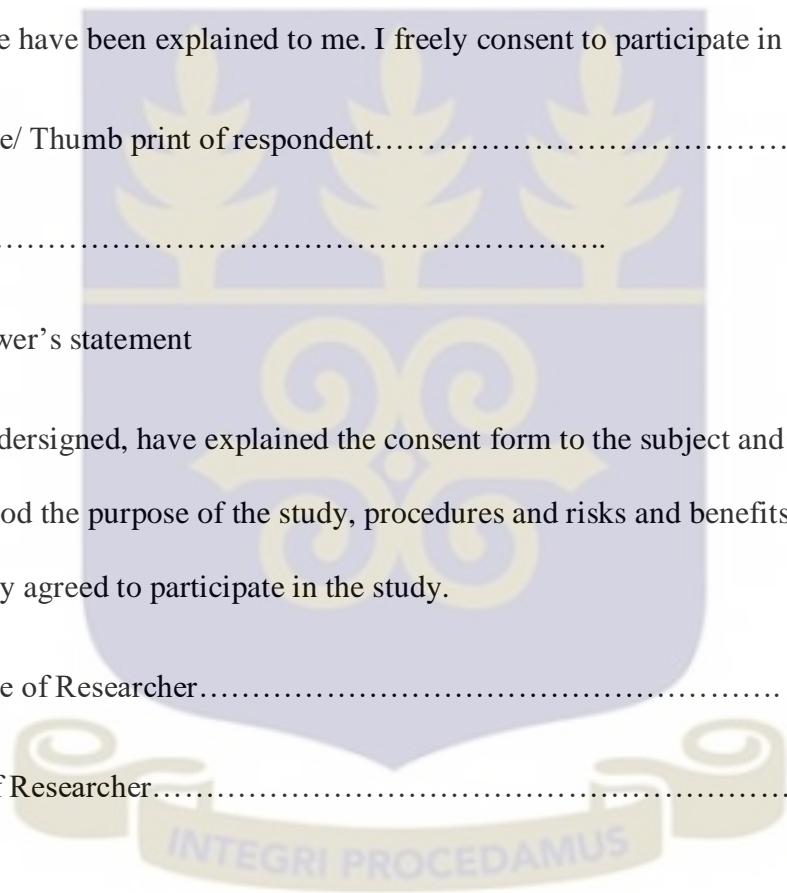 e have been explained to me. I freely consent to participate in
e/ Thumb print of respondent…………………………………
…………………………………………………..
wer’s statement
dersigned, have explained the consent form to the subject and
od the purpose of the study, procedures and risks and benefits
y agreed to participate in the study.
e of Researcher……………………………………………….
f Researcher……………………………………………………
INTEGRI PROCEDAMUS